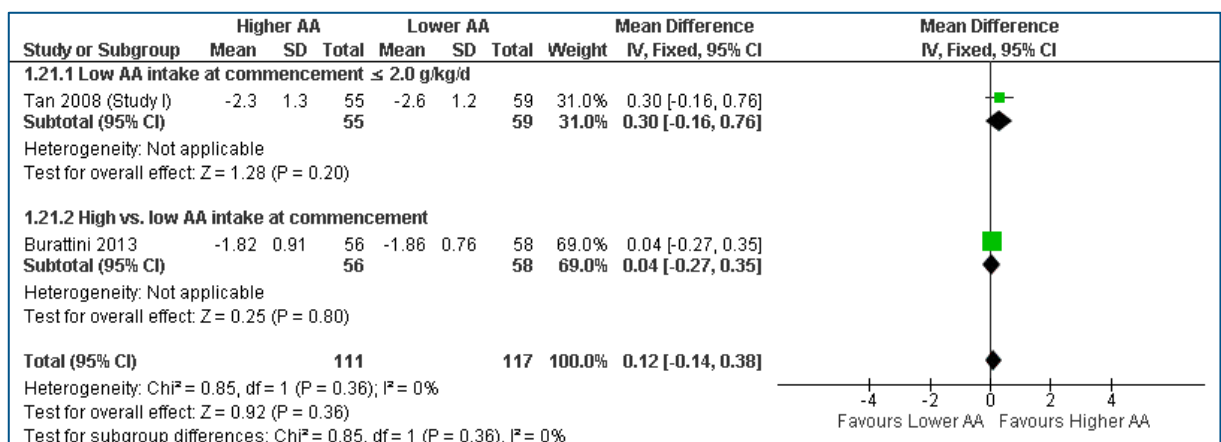 Higher AA Lower AA Mean Difference Mean Difference
Study or Subgroup Mean SD Total Mean SD Total Weight IV, Fixed, 95% CI IV, Fixed, 95% CI
1.21.1 Low AA intake at commencement ≤ 2.0 g/kg/d
Tan 2008 (Study I) -2.3 1.3 55 -2.6 1.2 59 31.0% 0.30 [-0.16, 0.76]
Subtotal (95% CI) 55 59 31.0% 0.30 [-0.16, 0.76]
Heterogeneity: Not applicable
Test for overall effect: Z = 1.28 (P = 0.20)
1.21.2 High vs. low AA intake at commencement
Burattini 2013 -1.82 0.91 56 -1.86 0.76 58 69.0% 0.04 [-0.27, 0.35]
Subtotal (95% CI) 56 58 69.0% 0.04 [-0.27, 0.35]
Heterogeneity: Not applicable
Test for overall effect: Z = 0.25 (P = 0.80)
Total (95% CI) 111 117 100.0% 0.12 [-0.14, 0.38]
Heterogeneity: Chi² = 0.85, df = 1 (P = 0.36); I² = 0%
Test for overall effect: Z = 0.92 (P = 0.36)
Test for subgroup differences: Chi² = 0.85, df = 1 (P = 0.36), I² = 0%
-4 -2 0 2 4
Favours Lower AA Favours Higher AA